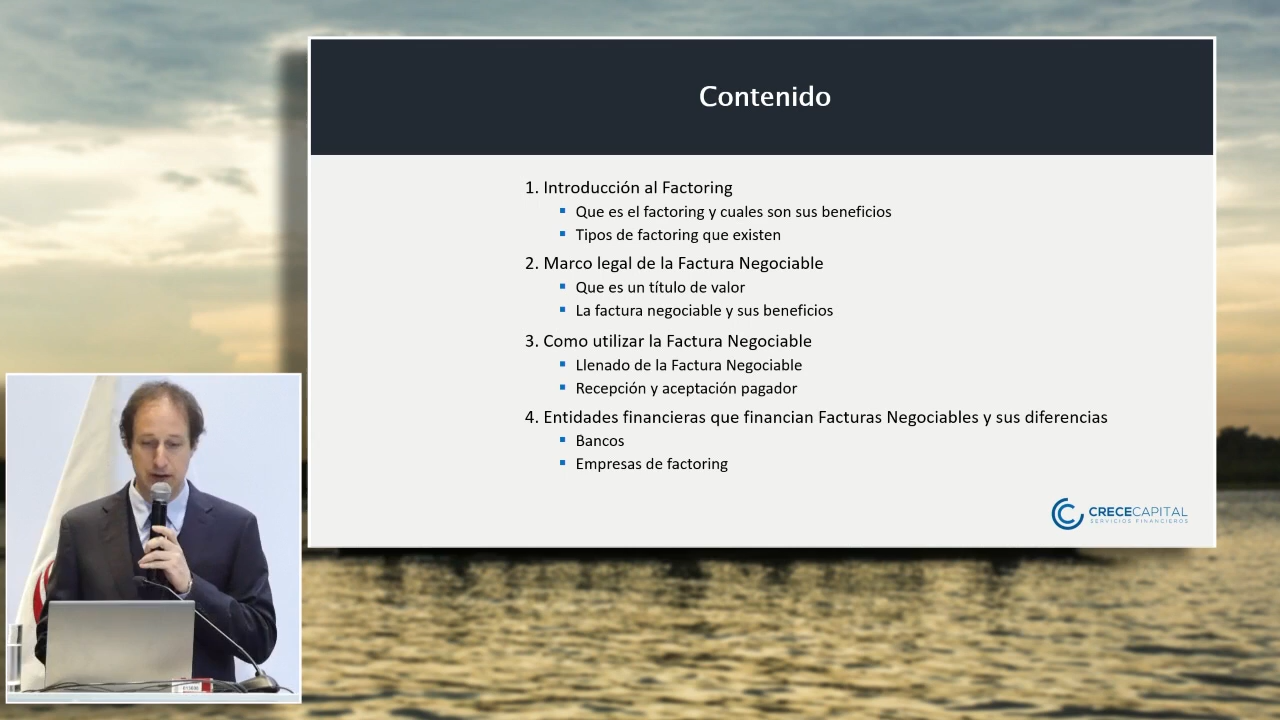 Contenido
1. Introducción al Factoring
Que es el factoring y cuales son sus beneficios
Tipos de factoring que existen
2. Marco legal de la Factura Negociable
Que es un título de valor
La factura negociable y sus beneficios
3. Como utilizar la Factura Negociable
Llenado de la Factura Negociable
Recepción y aceptación pagador
4. Entidades financieras que financian Facturas Negociables y sus diferencias
Bancos
Empresas de factoring
CRECECAPITAL
SERVICIOS FINANCIEROS